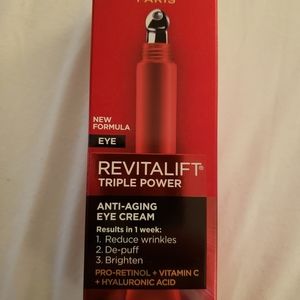 PARIS
NEW
FORMULA
EYE
REVITALIFT®
TRIPLE POWER
ANTI-AGING
EYE CREAM
Results in 1 week:
1. Reduce wrinkles
2. De-puff
3. Brighten
PRO-RETINOL + VITAMIN C
+ HYALURONIC ACID